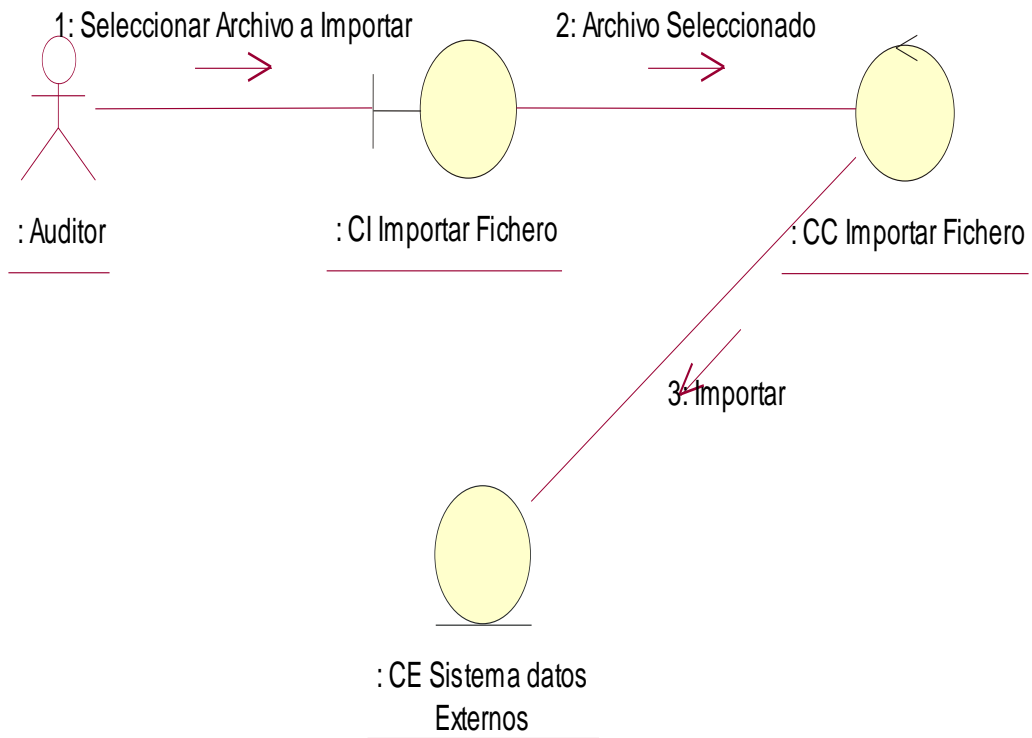 1: Seleccionar Archivo a Importar
2: Archivo Seleccionado
: Auditor
: CI Importar Fichero
: CC Importar Fichero
3: Importar
: CE Sistema datos
Externos